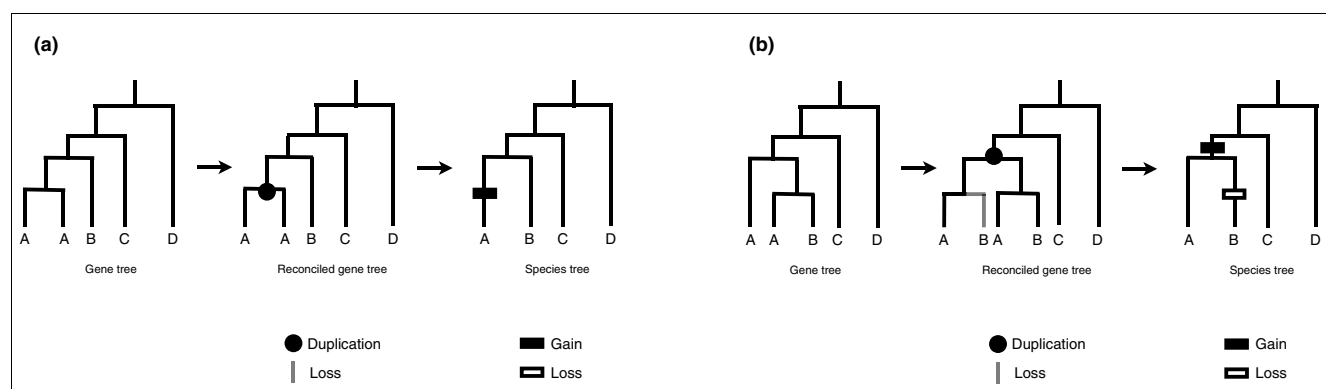 (a)
A A B C D
Gene tree
A A B C D
Reconciled gene tree
A B C D
Species tree
Duplication
Loss
Gain
Loss
(b)
A A B C D
Gene tree
A B A B C D
Reconciled gene tree
A B C D
Species tree
Duplication
Loss
Gain
Loss